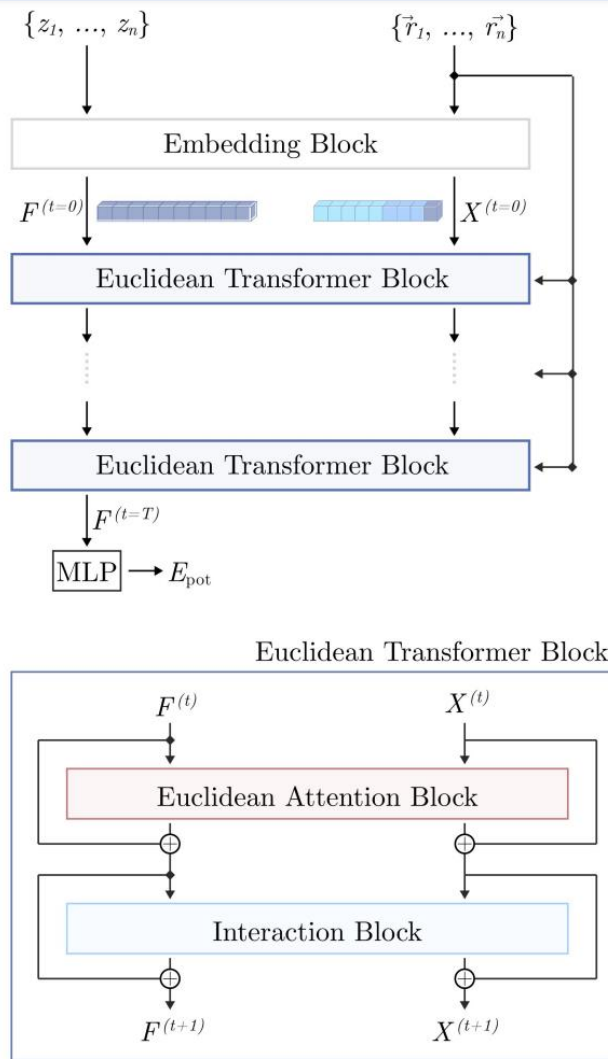 {z₁, ..., zₙ} {r⃗₁, ..., r⃗ₙ}
Embedding Block
F⁽ᵗ⁼⁰⁾ X⁽ᵗ⁼⁰⁾
Euclidean Transformer Block
Euclidean Transformer Block
F⁽ᵗ⁼ᵀ⁾
MLP E_pot
Euclidean Transformer Block
F⁽ᵗ⁾ X⁽ᵗ⁾
Euclidean Attention Block
Interaction Block
F⁽ᵗ⁺¹⁾ X⁽ᵗ⁺¹⁾